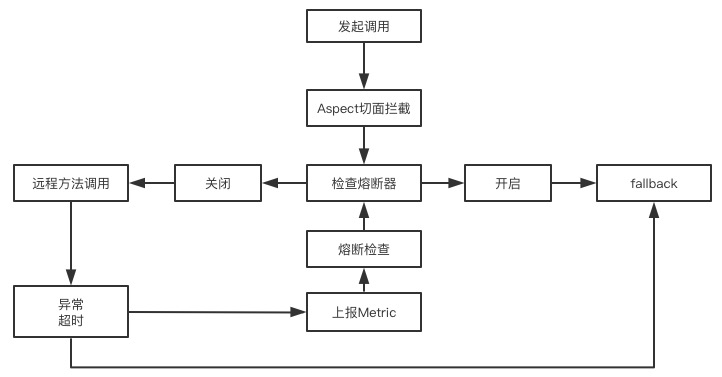 发起调用
Aspect切面拦截
远程方法调用
关闭
检查熔断器
开启
fallback
熔断检查
异常
超时
上报Metric